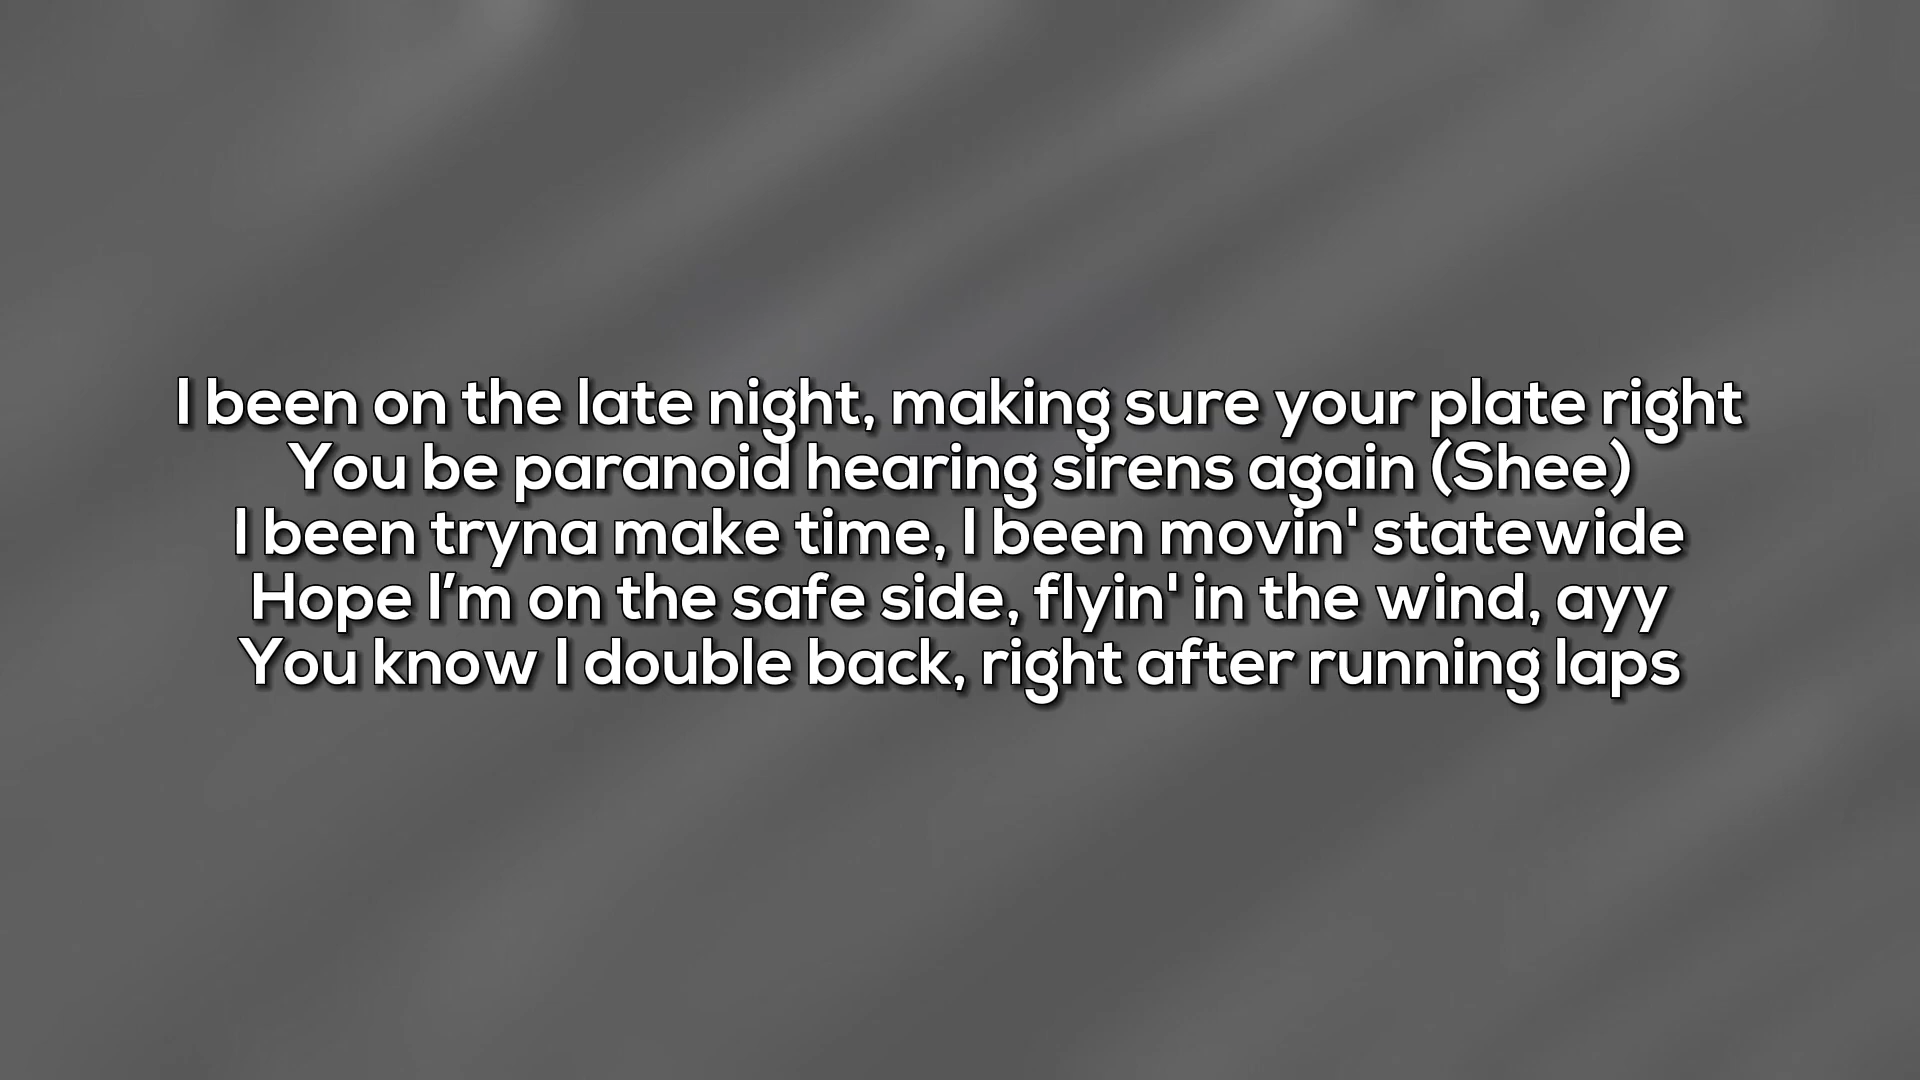 I been on the late night, making sure your plate right
You be paranoid hearing sirens again (Shee)
I been tryna make time, I been movin' statewide
Hope I’m on the safe side, flyin' in the wind, ayy
You know I double back, right after running laps